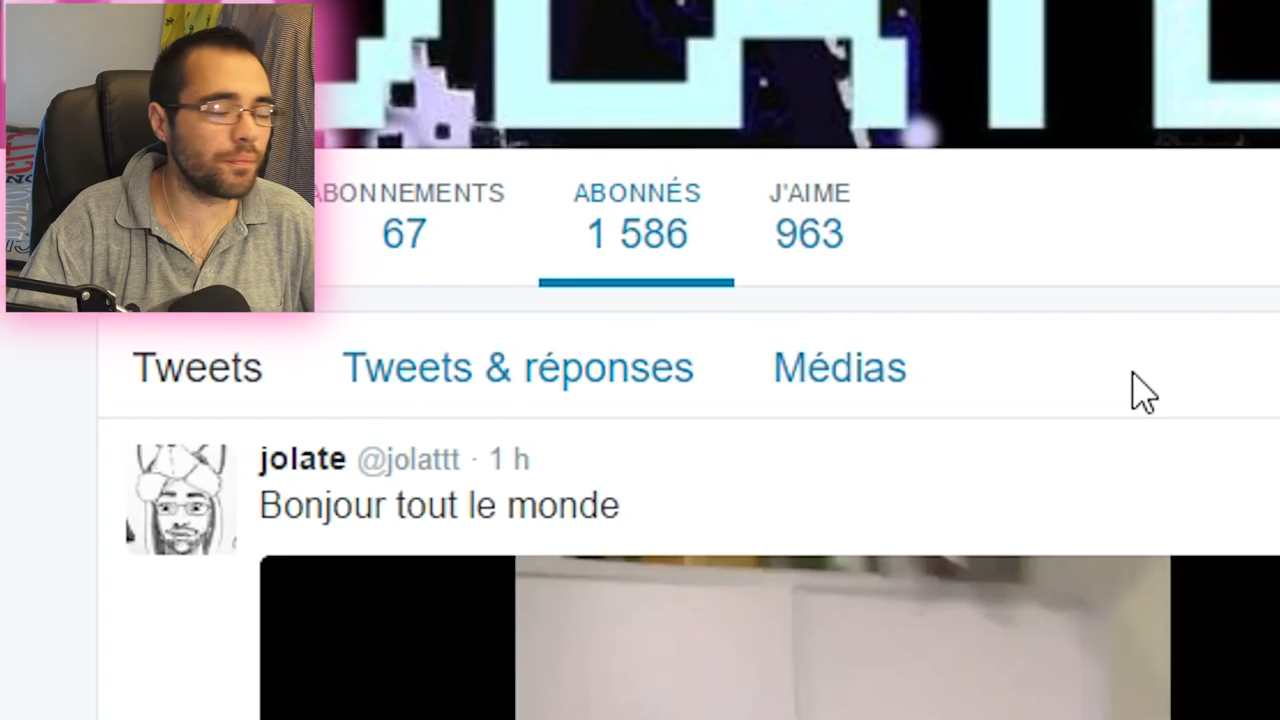 ABONNEMENTS
67
ABONNÉS
1 586
J'AIME
963
Tweets
Tweets & réponses
Médias
jolate @jolattt · 1 h
Bonjour tout le monde